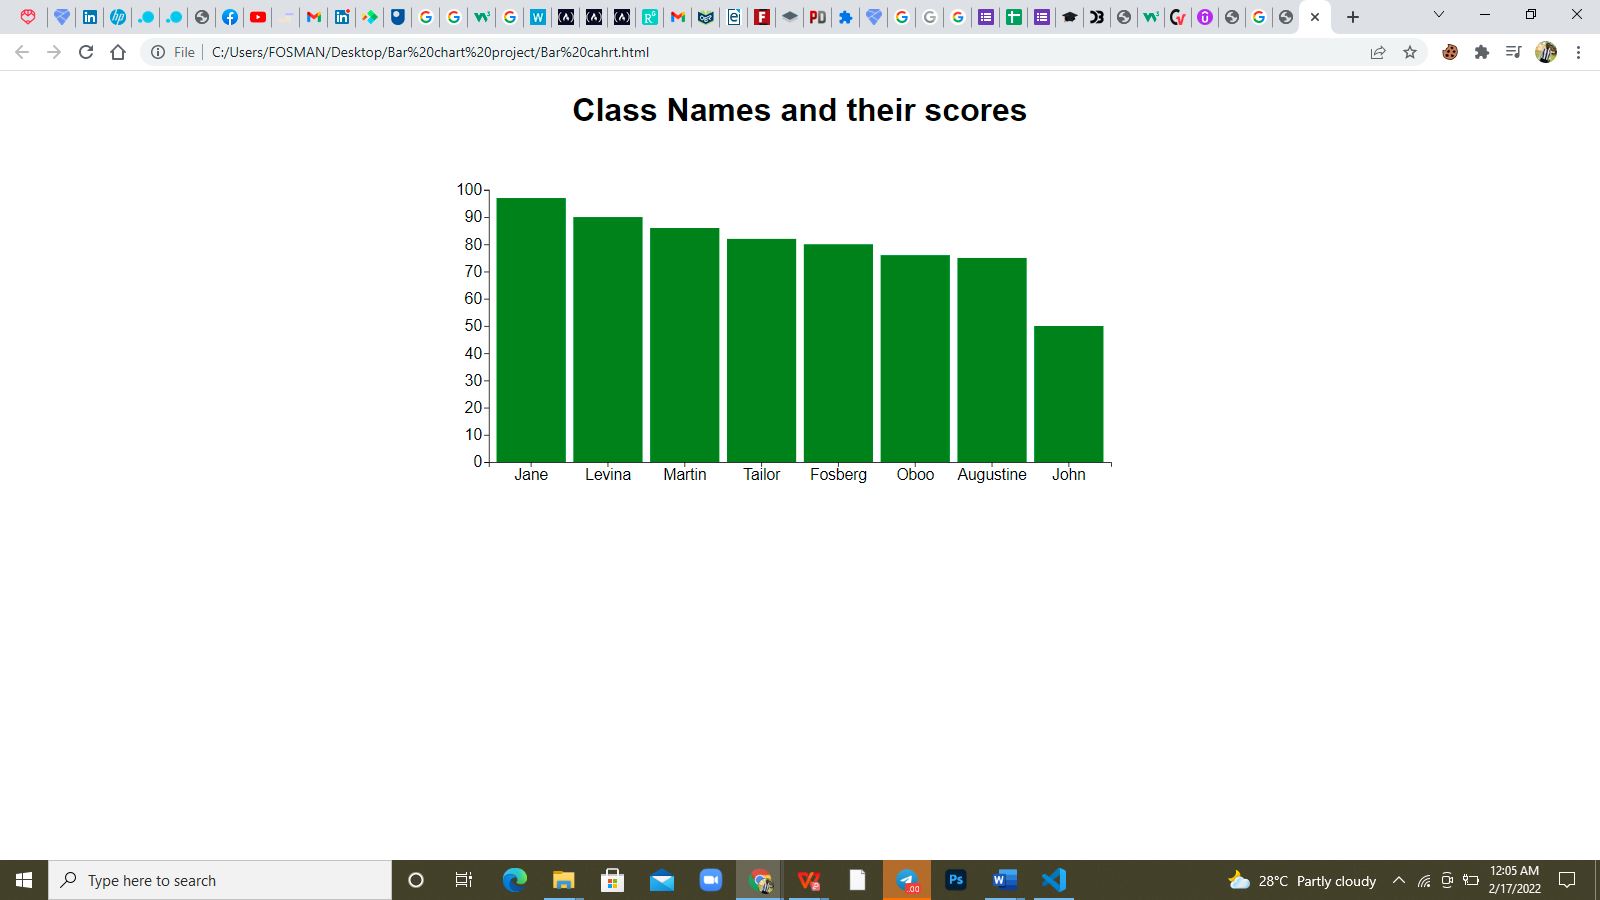 File C:/Users/FOSMAN/Desktop/Bar%20chart%20project/Bar%20cahrt.html
Class Names and their scores
100
90
80
70
60
50
40
30
20
10
0
Jane Levina Martin Tailor Fosberg Oboo Augustine John
Type here to search
28°C Partly cloudy
12:05 AM
2/17/2022